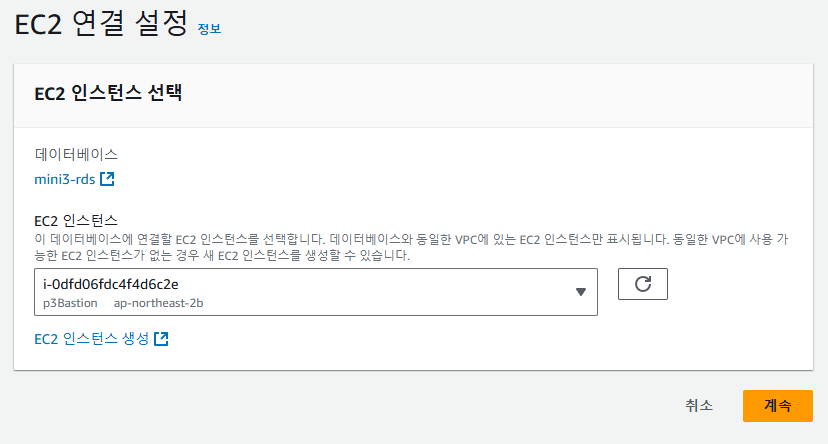 EC2 연결 설정 정보
EC2 인스턴스 선택
데이터베이스
mini3-rds
EC2 인스턴스
이 데이터베이스에 연결할 EC2 인스턴스를 선택합니다. 데이터베이스와 동일한 VPC에 있는 EC2 인스턴스만 표시됩니다. 동일한 VPC에 사용 가
능한 EC2 인스턴스가 없는 경우 새 EC2 인스턴스를 생성할 수 있습니다.
i-0dfd06fdc4f4d6c2e
p3Bastion ap-northeast-2b
EC2 인스턴스 생성
취소 계속